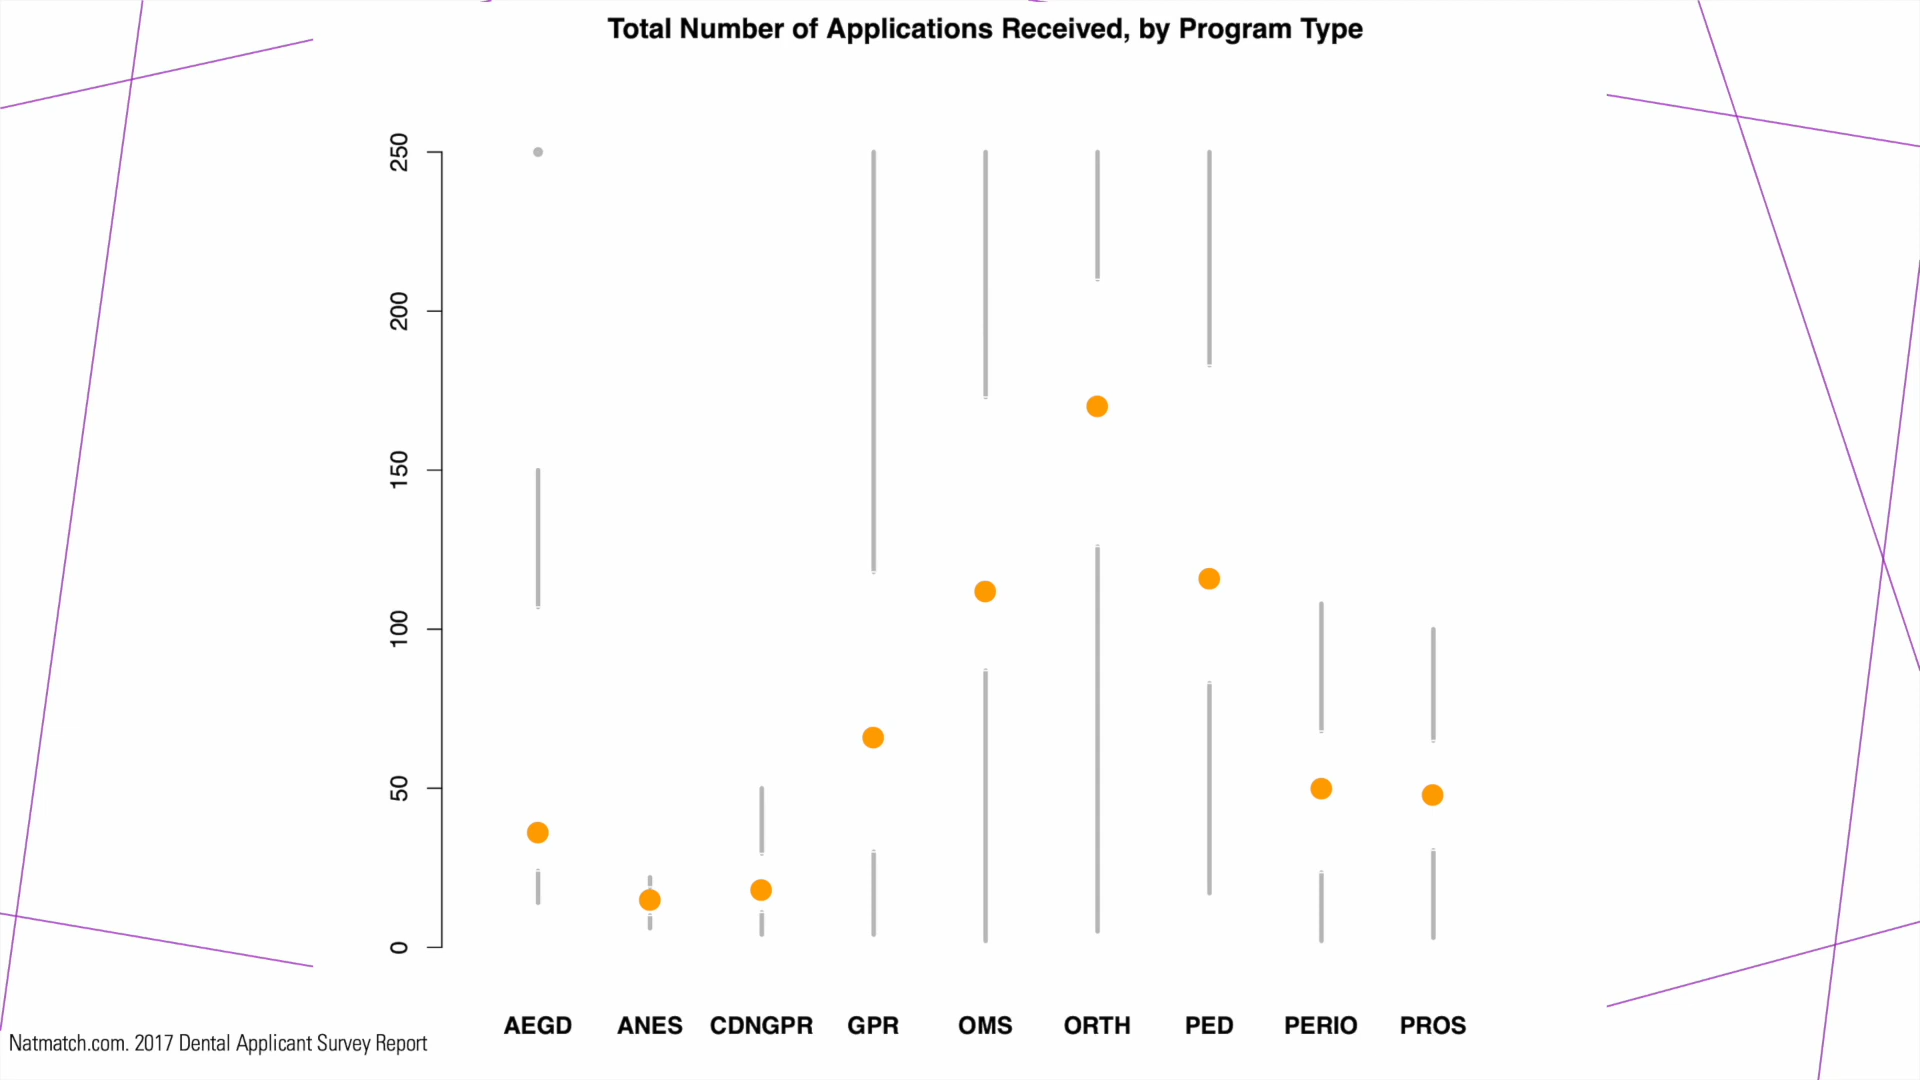 Total Number of Applications Received, by Program Type
250
200
150
100
50
0
AEGD ANES CDNGPR GPR OMS ORTH PED PERIO PROS
Natmatch.com. 2017 Dental Applicant Survey Report